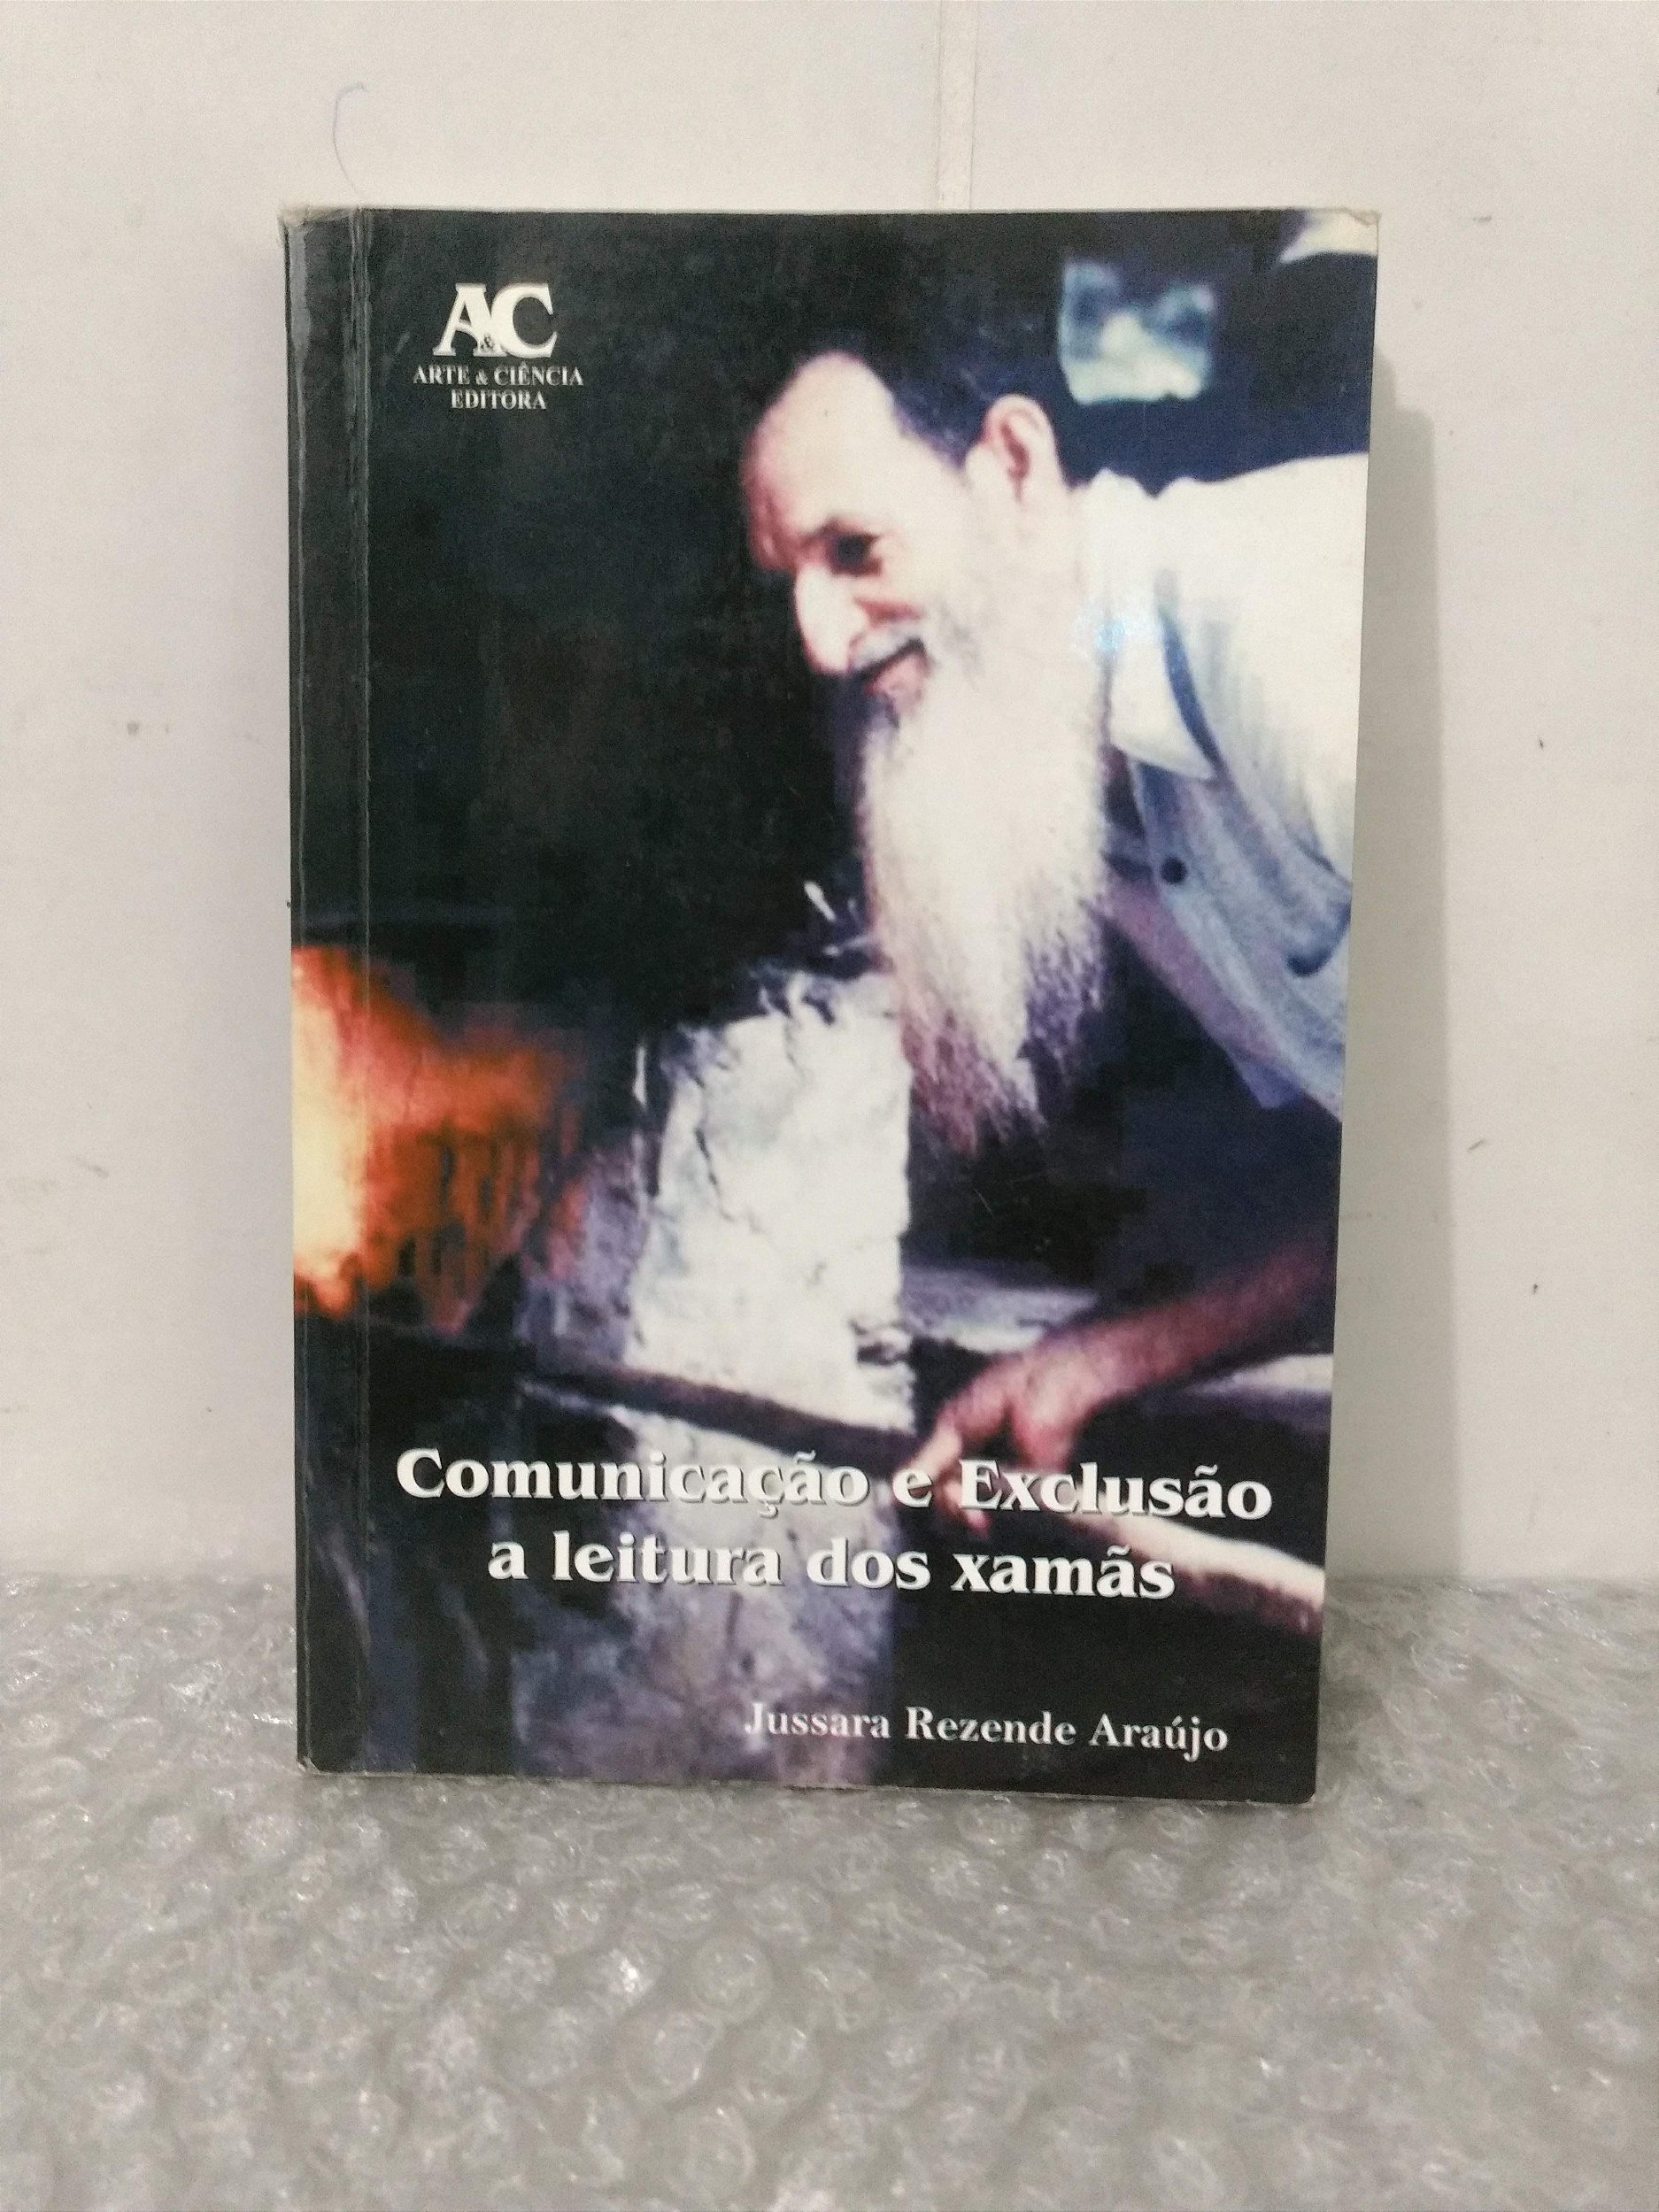 A&C
ARTE & CIÊNCIA
EDITORA
Comunicação e Exclusão
a leitura dos xamãs
Jussara Rezende Araújo